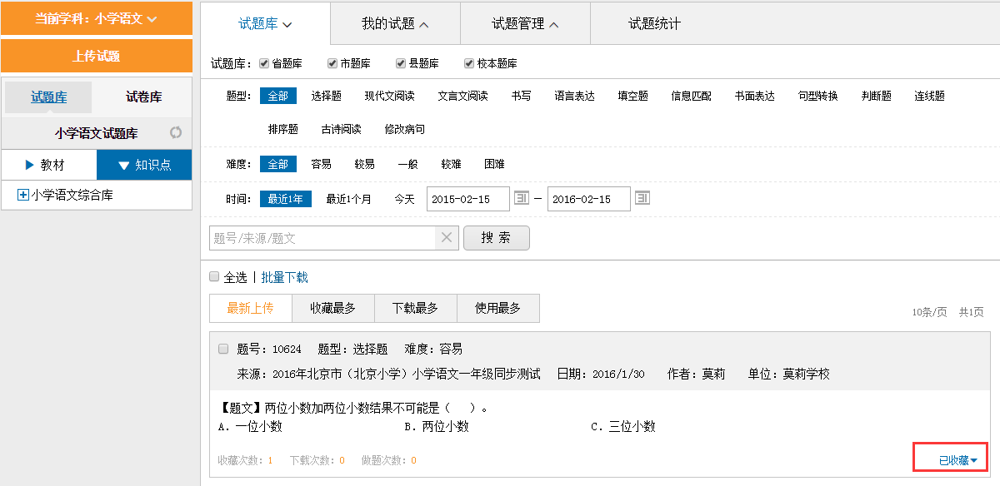 当前学科：小学语文
上传试题
试题库 试卷库
小学语文试题库
教材 知识点
小学语文综合库
试题库 我的试题 试题管理 试题统计
试题库： 省题库 市题库 县题库 校本题库
题型： 全部 选择题 现代文阅读 文言文阅读 书写 语言表达 填空题 信息匹配 书面表达 句型转换 判断题 连线题
排序题 古诗阅读 修改病句
难度： 全部 容易 较易 一般 较难 困难
时间： 最近1年 最近1个月 今天 2015-02-15 31 — 2016-02-15 31
题号/来源/题文 搜 索
全选 | 批量下载
最新上传 收藏最多 下载最多 使用最多
10条/页 共1页
题号：10624 题型：选择题 难度：容易
来源：2016年北京市（北京小学）小学语文一年级同步测试 日期：2016/1/30 作者：莫莉 单位：莫莉学校
【题文】两位小数加两位小数结果不可能是（ ）。
A．一位小数 B．两位小数 C．三位小数
收藏次数：1 下载次数：0 做题次数：0
已收藏